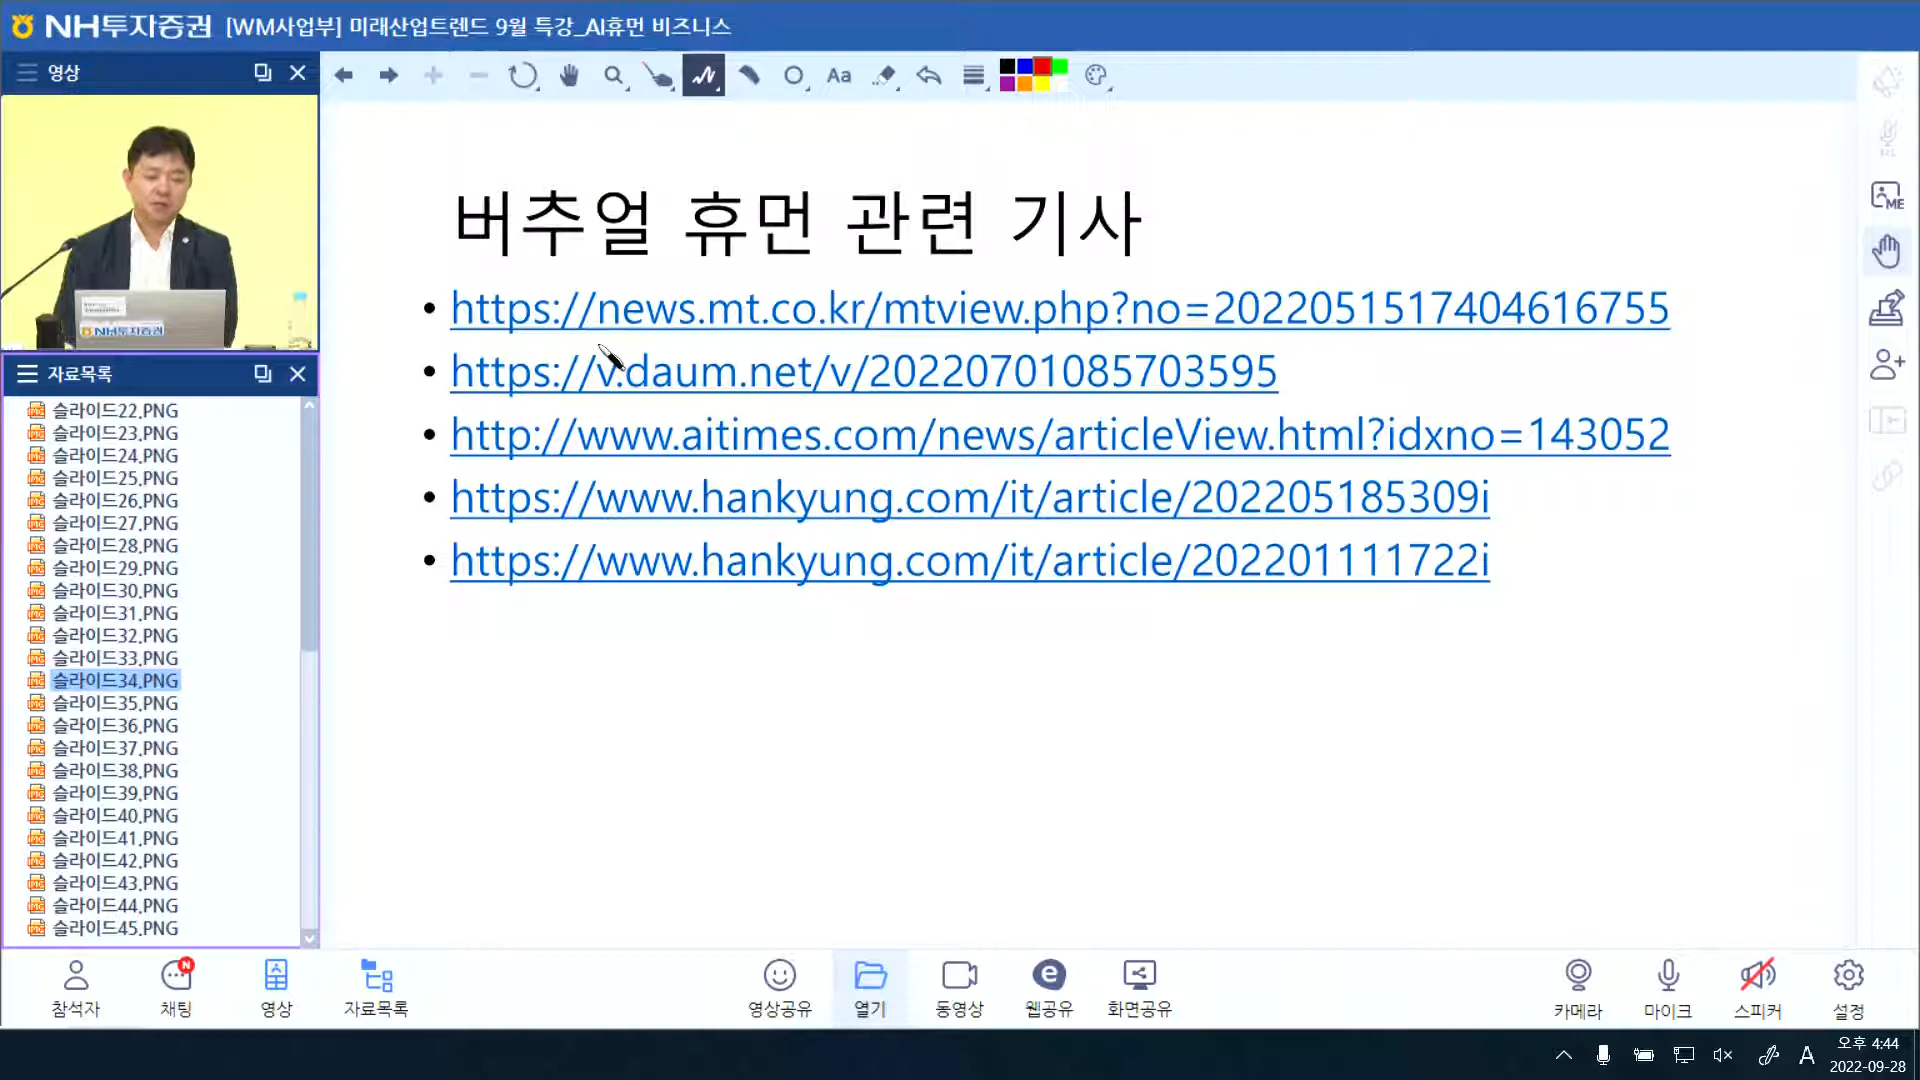 NH투자증권 [WM사업부] 미래산업트렌드 9월 특강_AI휴먼 비즈니스
영상
Aa
ME
NH투자증권
버추얼 휴먼 관련 기사
• https://news.mt.co.kr/mtview.php?no=2022051517404616755
• https://v.daum.net/v/20220701085703595
• http://www.aitimes.com/news/articleView.html?idxno=143052
• https://www.hankyung.com/it/article/202205185309i
• https://www.hankyung.com/it/article/202201111722i
자료목록
슬라이드22.PNG
슬라이드23.PNG
슬라이드24.PNG
슬라이드25.PNG
슬라이드26.PNG
슬라이드27.PNG
슬라이드28.PNG
슬라이드29.PNG
슬라이드30.PNG
슬라이드31.PNG
슬라이드32.PNG
슬라이드33.PNG
슬라이드34.PNG
슬라이드35.PNG
슬라이드36.PNG
슬라이드37.PNG
슬라이드38.PNG
슬라이드39.PNG
슬라이드40.PNG
슬라이드41.PNG
슬라이드42.PNG
슬라이드43.PNG
슬라이드44.PNG
슬라이드45.PNG
참석자 채팅 N 영상 자료목록 영상공유 열기 동영상 웹공유 화면공유 카메라 마이크 스피커 설정
A 오후 4:44
2022-09-28